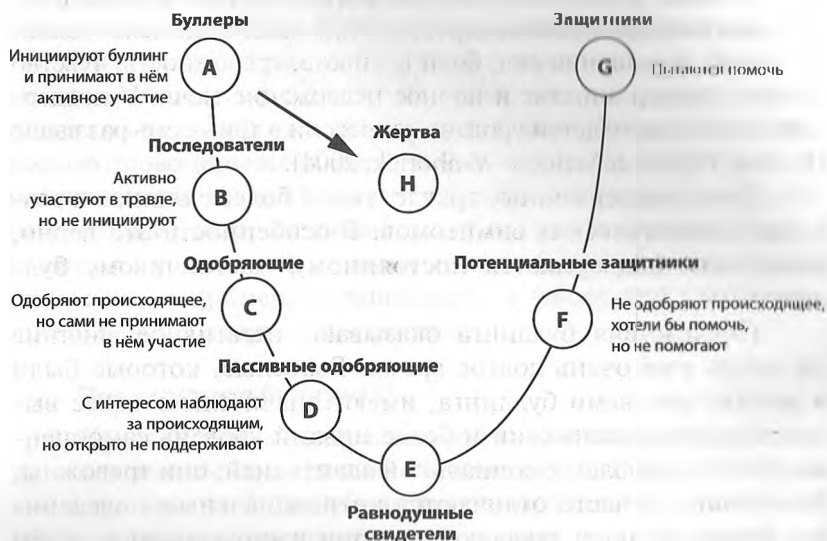 Буллеры
A
Инициируют буллинг
и принимают в нём
активное участие
Защитники
G
помочь
Жертва
H
Последователи
B
Активно
участвуют в травле,
но не инициируют
Одобряющие
C
Одобряют происходящее,
но сами не принимают
в нём участие
Потенциальные защитники
F
Не одобряют происходящее,
хотели бы помочь,
но не помогают
Пассивные одобряющие
D
С интересом наблюдают
за происходящим,
но открыто не поддерживают
E
Равнодушные
свидетели